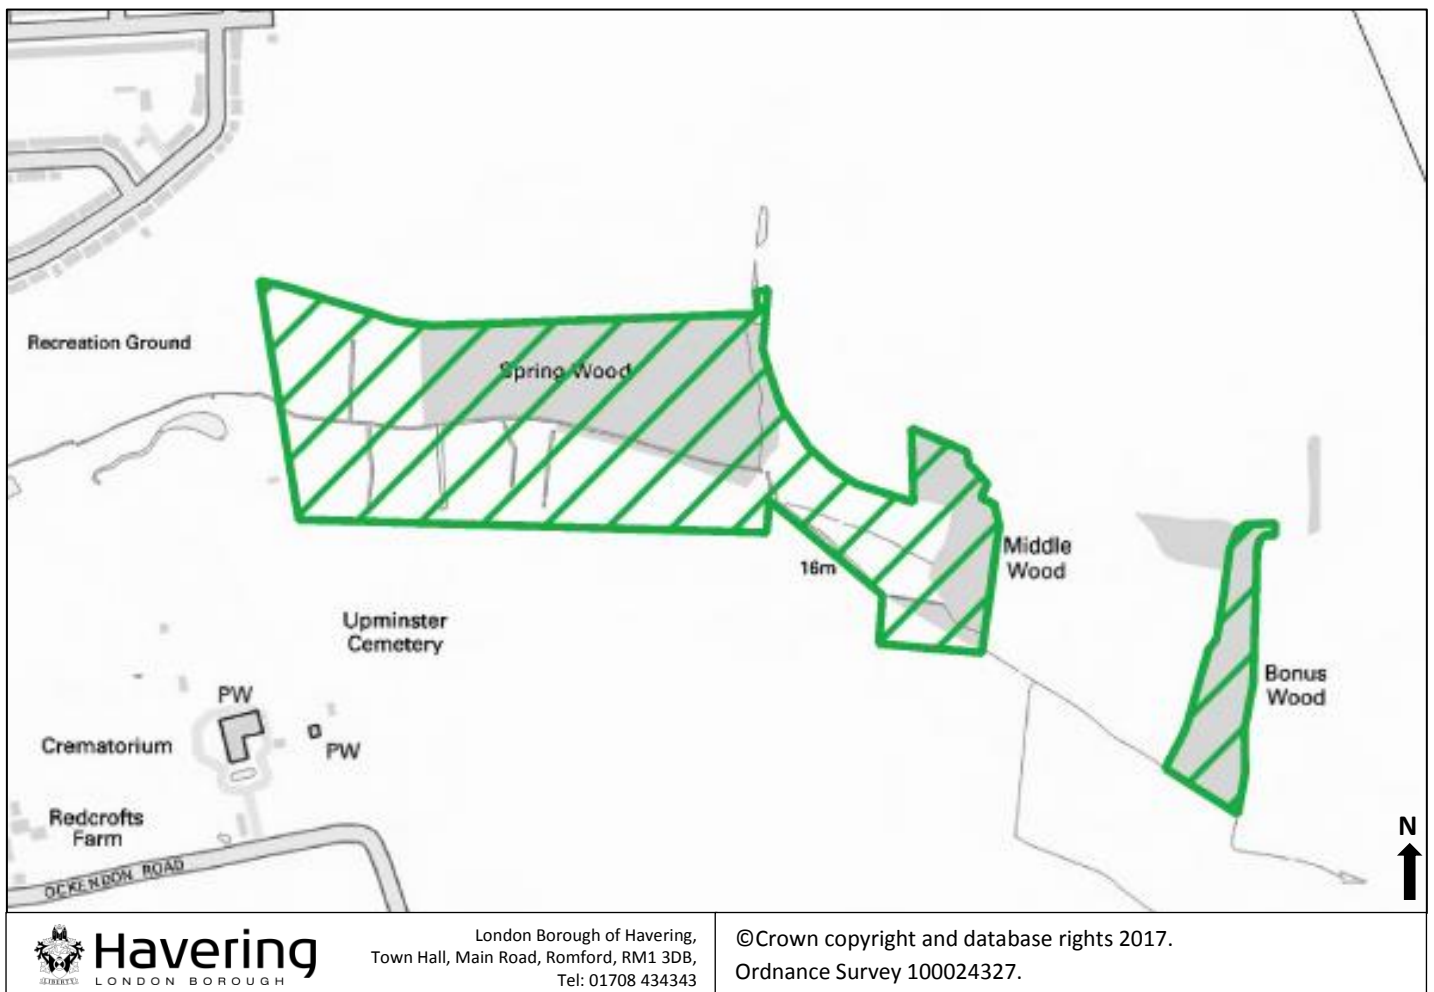 Recreation Ground
Spring Wood
Middle
Wood
16m
Upminster
Cemetery
Bonus
Wood
PW
PW
Crematorium
Redcrofts
Farm
OCKENDON ROAD
N
Havering
LONDON BOROUGH
LIBERTY
London Borough of Havering,
Town Hall, Main Road, Romford, RM1 3DB,
Tel: 01708 434343
©Crown copyright and database rights 2017.
Ordnance Survey 100024327.